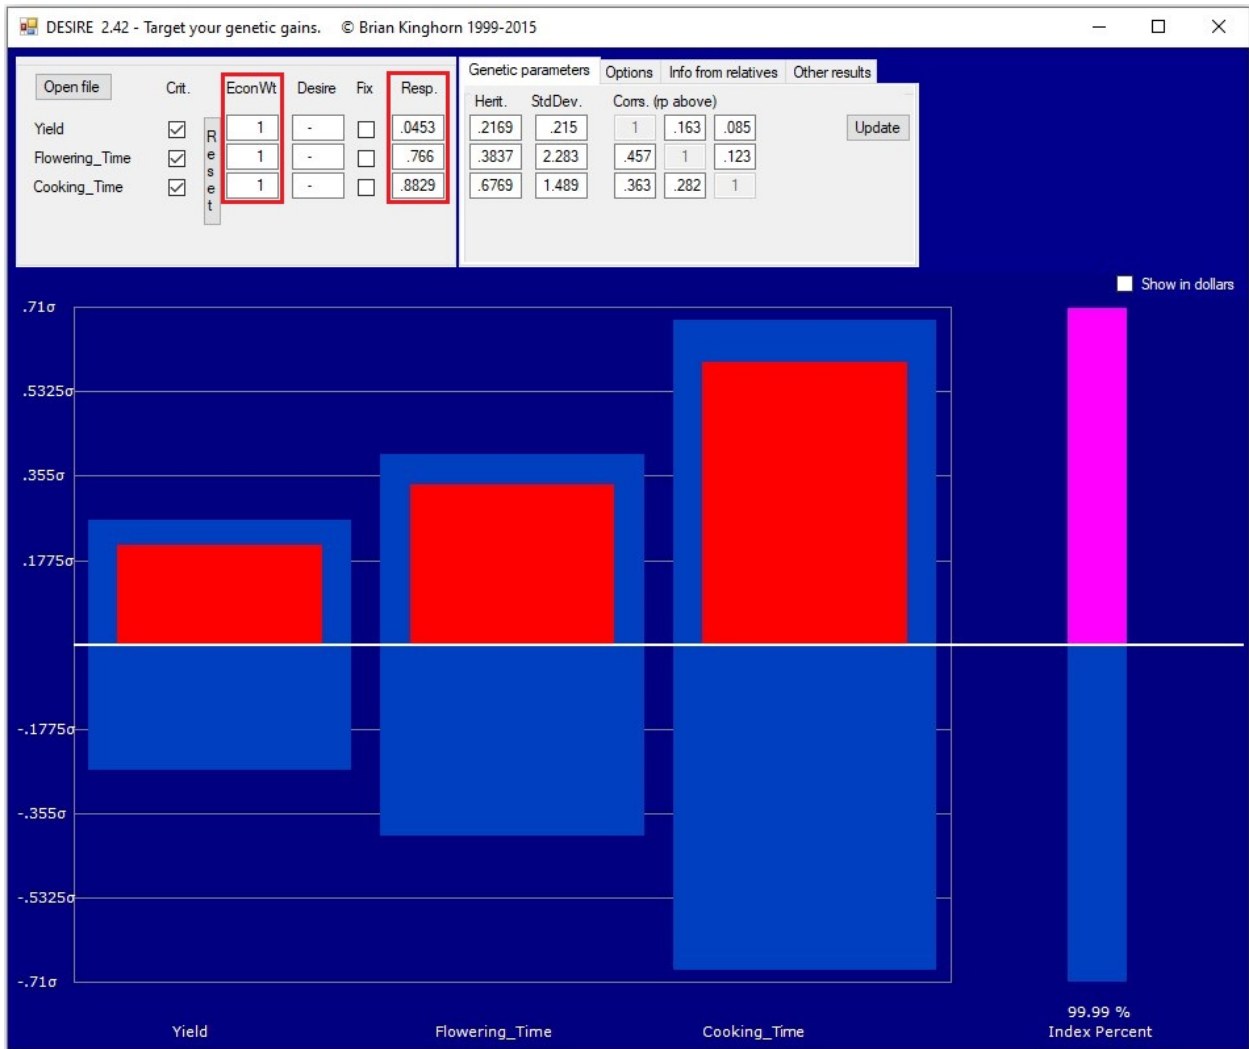 DESIRE 2.42 - Target your genetic gains. © Brian Kinghorn 1999-2015
Open file Crit. EconWt Desire Fix Resp.
Yield 1 - .0453
Flowering_Time 1 - .766
Cooking_Time 1 - .8829
Reset
Genetic parameters Options Info from relatives Other results
Herit. StdDev. Corrs. (rp above)
.2169 .215 1 .163 .085 Update
.3837 2.283 .457 1 .123
.6769 1.489 .363 .282 1
Show in dollars
.71σ
.5325σ
.355σ
.1775σ
-.1775σ
-.355σ
-.5325σ
-.71σ
99.99 %
Yield Flowering_Time Cooking_Time Index Percent